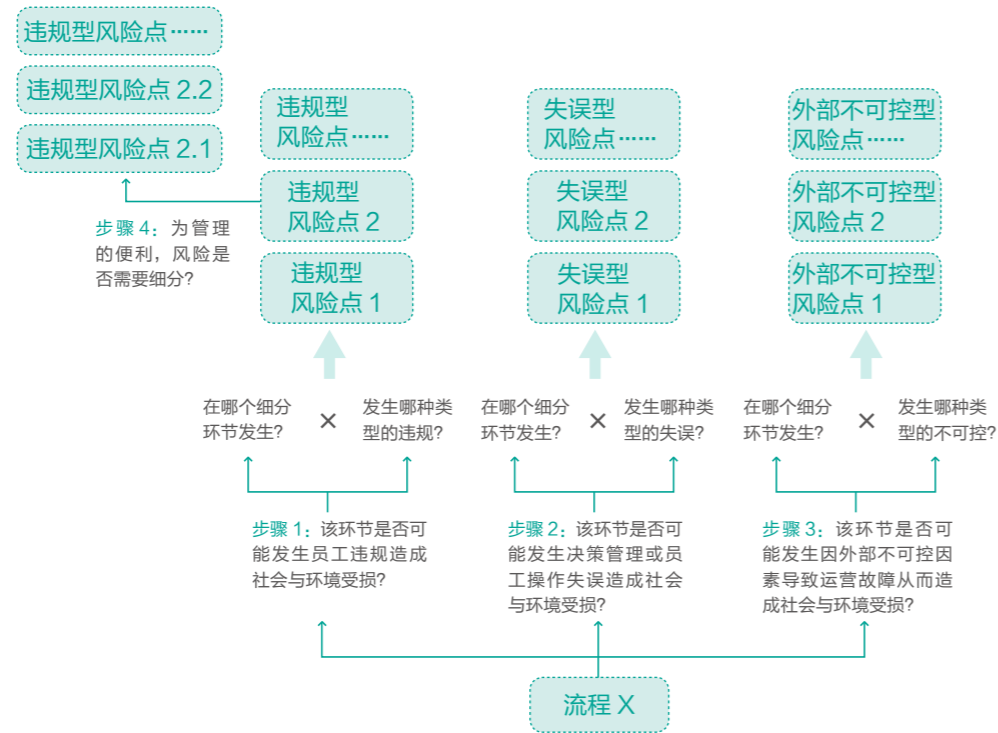 违规型风险点……
违规型风险点 2.2
违规型风险点 2.1
步骤 4：为管理
的便利，风险是
否需要细分?
违规型
风险点……
违规型
风险点 2
违规型
风险点 1
失误型
风险点……
失误型
风险点 2
失误型
风险点 1
外部不可控型
风险点……
外部不可控型
风险点 2
外部不可控型
风险点 1
在哪个细分
环节发生?
×
发生哪种类
型的违规?
在哪个细分
环节发生?
×
发生哪种类
型的失误?
在哪个细分
环节发生?
×
发生哪种类
型的不可控?
步骤 1：该环节是否可
能发生员工违规造成
社会与环境受损?
步骤 2：该环节是否可
能发生决策管理或员
工操作失误造成社会
与环境受损?
步骤 3：该环节是否可
能发生因外部不可控因
素导致运营故障从而造
成社会与环境受损?
流程 X